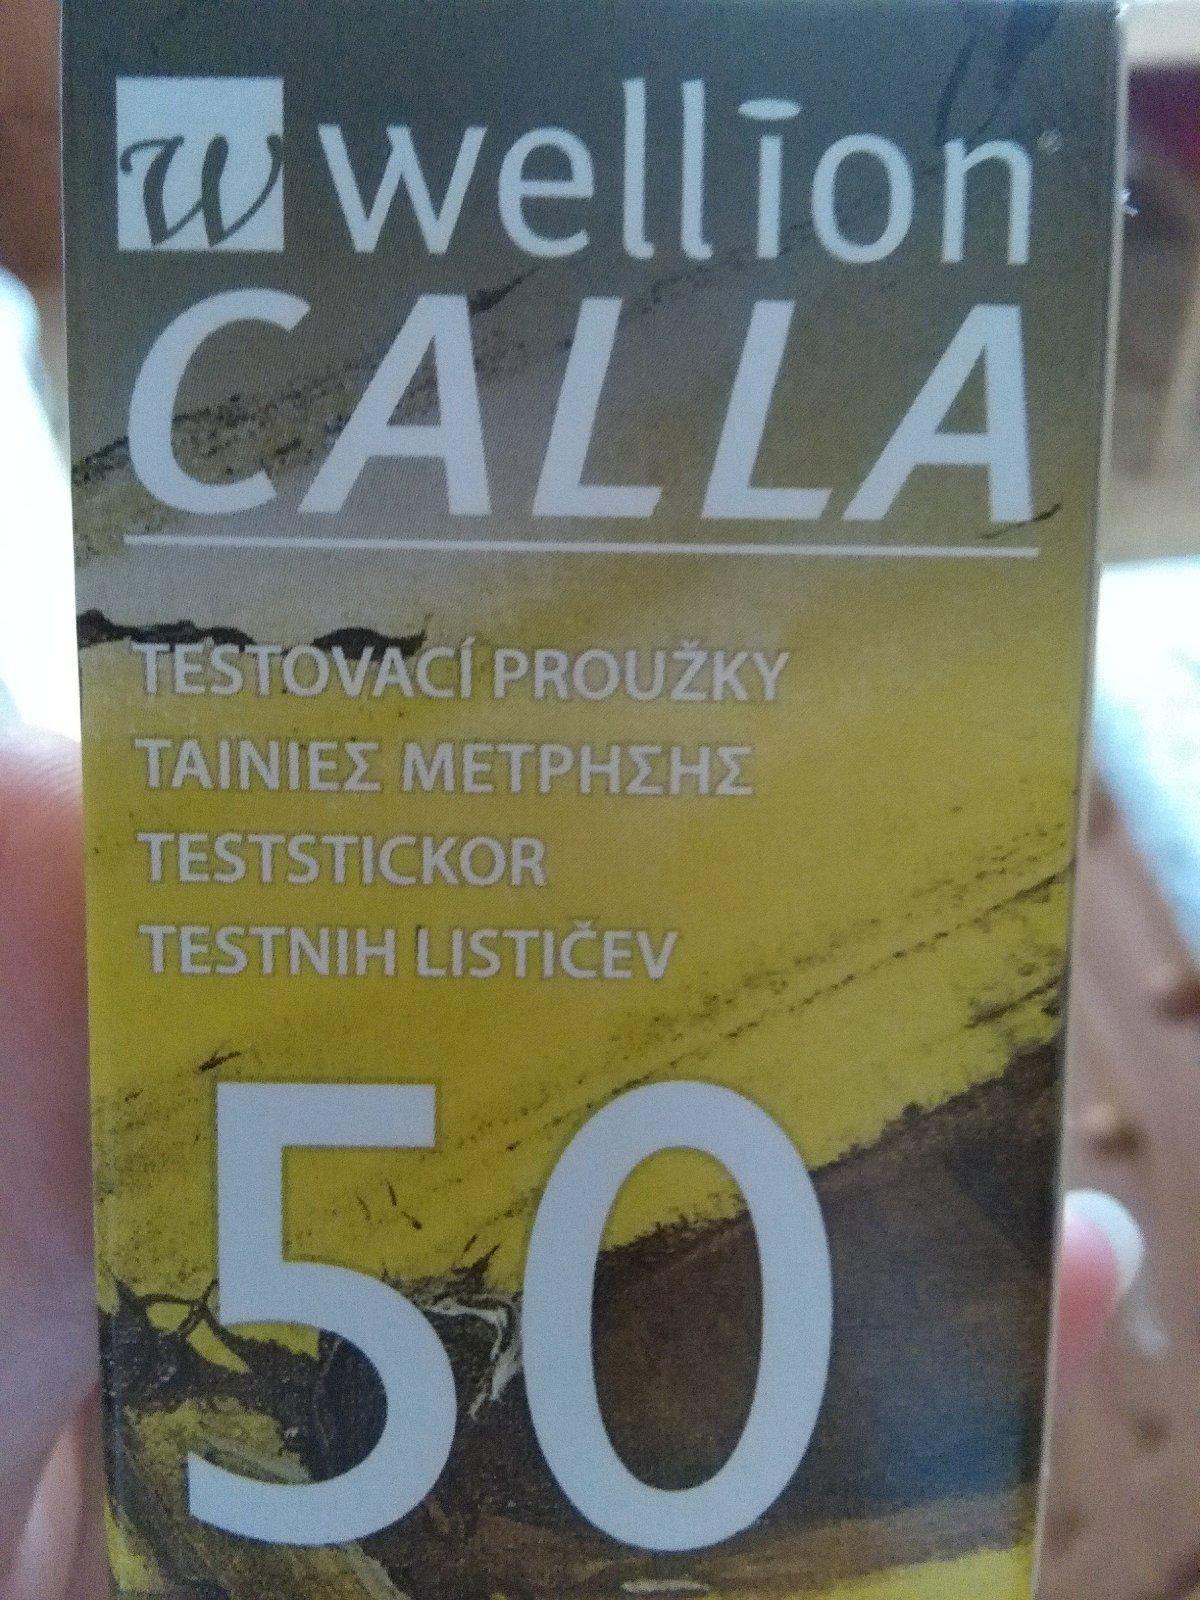 w wellion®
CALLA
TESTOVACÍ PROUŽKY
ΤΑΙΝΙΕΣ ΜΕΤΡΗΣΗΣ
TESTSTICKOR
TESTNIH LISTIČEV
50